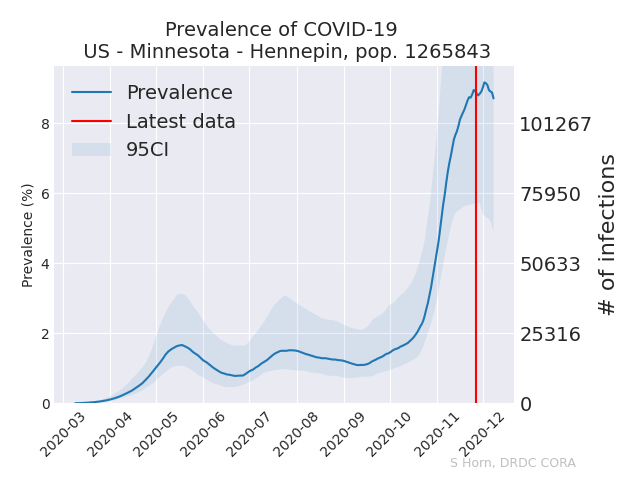 Prevalence of COVID-19
US - Minnesota - Hennepin, pop. 1265843
Prevalence
Latest data
95CI
Prevalence (%)
8
6
4
2
0
101267
75950
50633
25316
0
# of infections
2020-03
2020-04
2020-05
2020-06
2020-07
2020-08
2020-09
2020-10
2020-11
2020-12
S Horn, DRDC CORA